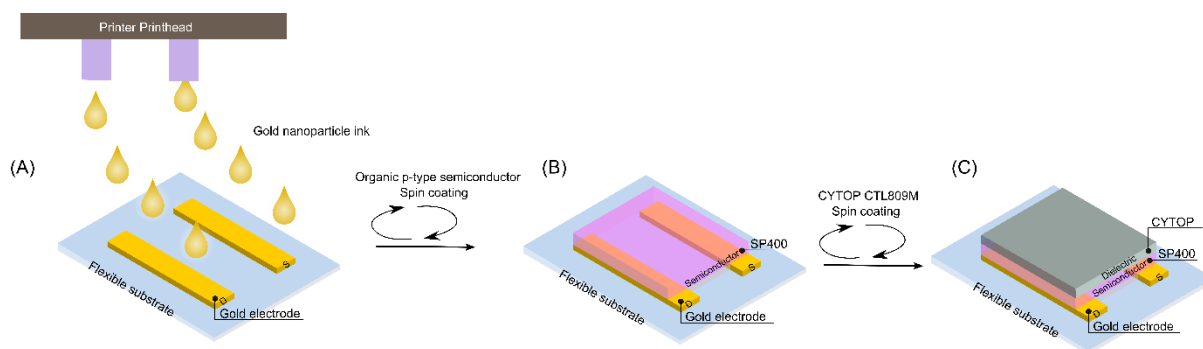 Printer Printhead
Gold nanoparticle ink
(A)
S
D
Gold electrode
Flexible substrate
Organic p-type semiconductor
Spin coating
(B)
SP400
Semiconductor
S
D
Gold electrode
Flexible substrate
CYTOP CTL809M
Spin coating
(C)
CYTOP
SP400
Dielectric
Semiconductor
S
D
Gold electrode
Flexible substrate